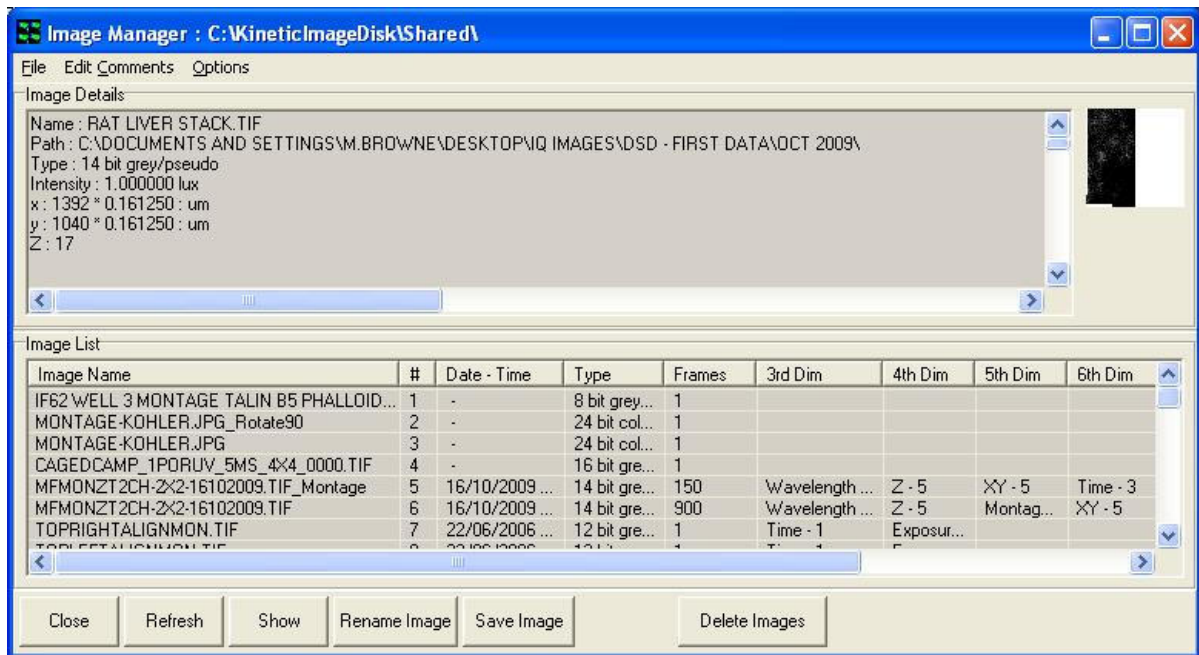 Image Manager : C:\KineticImageDisk\Shared\
File Edit Comments Options
Image Details
Name : RAT LIVER STACK.TIF
Path : C:\DOCUMENTS AND SETTINGS\M.BROWNE\DESKTOP\IQ IMAGES\DSD - FIRST DATA\OCT 2009\
Type : 14 bit grey/pseudo
Intensity : 1.000000 lux
x : 1392 * 0.161250 : um
y : 1040 * 0.161250 : um
Z : 17
Image List
Image Name # Date - Time Type Frames 3rd Dim 4th Dim 5th Dim 6th Dim
IF62 WELL 3 MONTAGE TALIN B5 PHALLOID... 1 - 8 bit grey... 1
MONTAGE-KOHLER.JPG_Rotate90 2 - 24 bit col... 1
MONTAGE-KOHLER.JPG 3 - 24 bit col... 1
CAGEDCAMP_1PORUV_5MS_4X4_0000.TIF 4 - 16 bit gre... 1
MFMONZT2CH-2X2-16102009.TIF_Montage 5 16/10/2009 ... 14 bit gre... 150 Wavelength ... Z - 5 XY - 5 Time - 3
MFMONZT2CH-2X2-16102009.TIF 6 16/10/2009 ... 14 bit gre... 900 Wavelength ... Z - 5 Montag... XY - 5
TOPRIGHTALIGNMON.TIF 7 22/06/2006 ... 12 bit gre... 1 Time - 1 Exposur...
Close Refresh Show Rename Image Save Image Delete Images